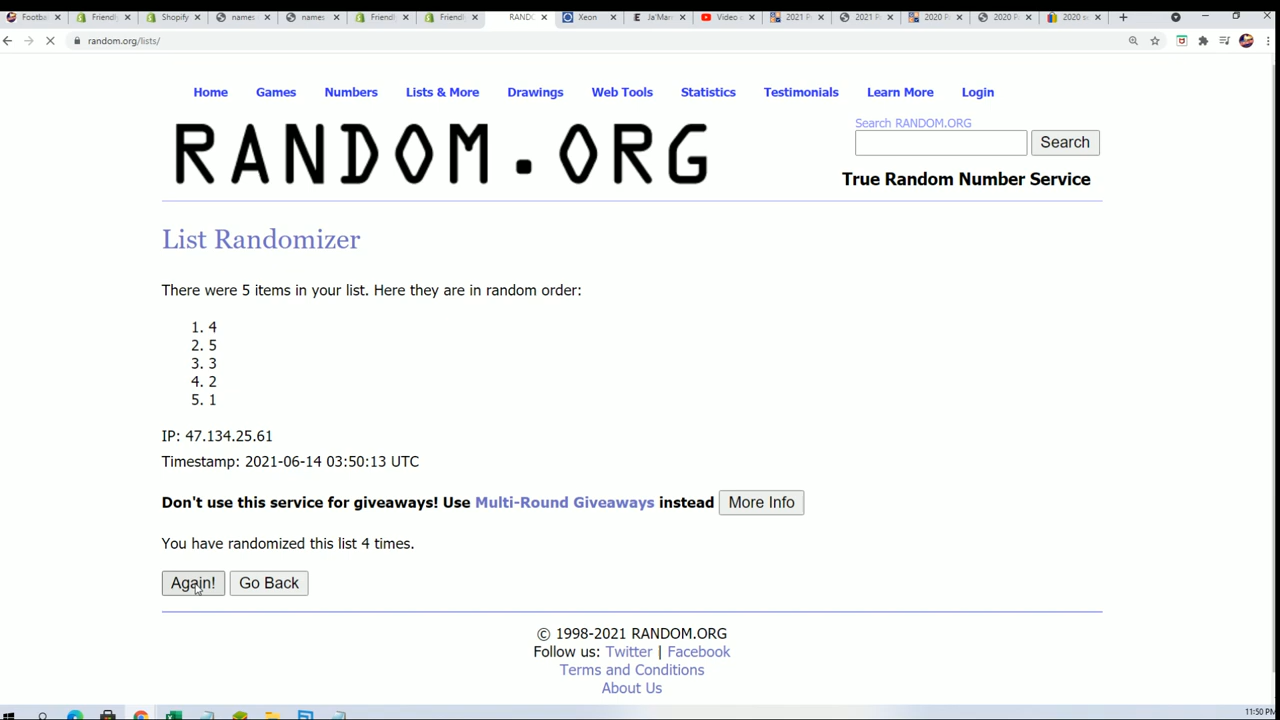 Footbal
Friendly
Shopify
names
names
Friendl
Friendl
RAND
Xeon
Ja'Mar
Video c
2021 P
2021 P
2020 P
2020 P
2020 s
random.org/lists/
Home Games Numbers Lists & More Drawings Web Tools Statistics Testimonials Learn More Login
RANDOM.ORG
Search RANDOM.ORG
Search
True Random Number Service
List Randomizer
There were 5 items in your list. Here they are in random order:
1. 4
2. 5
3. 3
4. 2
5. 1
IP: 47.134.25.61
Timestamp: 2021-06-14 03:50:13 UTC
Don't use this service for giveaways! Use Multi-Round Giveaways instead More Info
You have randomized this list 4 times.
Again! Go Back
© 1998-2021 RANDOM.ORG
Follow us: Twitter | Facebook
Terms and Conditions
About Us
11:50 PM